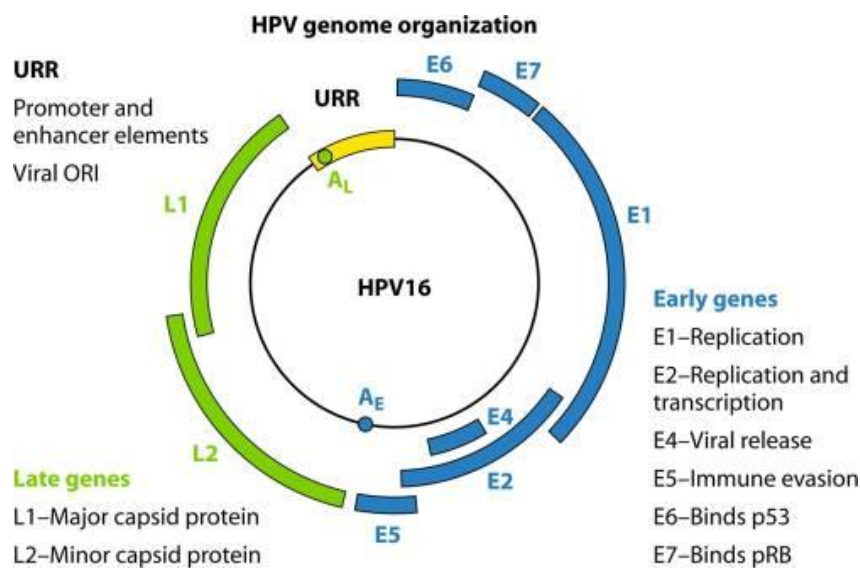 HPV genome organization
URR
Promoter and
enhancer elements
Viral ORI
URR
E6
E7
A_L
L1
E1
HPV16
Early genes
E1–Replication
E2–Replication and
transcription
E4–Viral release
E5–Immune evasion
E6–Binds p53
E7–Binds pRB
A_E
E4
L2
E2
E5
Late genes
L1–Major capsid protein
L2–Minor capsid protein